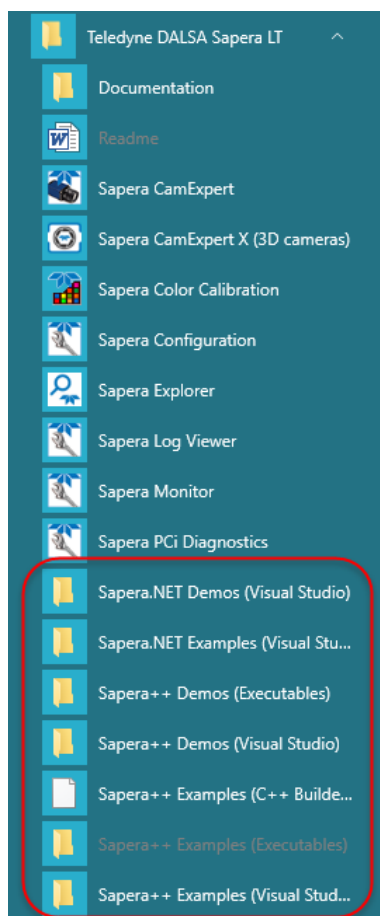 Teledyne DALSA Sapera LT
Documentation
Readme
Sapera CamExpert
Sapera CamExpert X (3D cameras)
Sapera Color Calibration
Sapera Configuration
Sapera Explorer
Sapera Log Viewer
Sapera Monitor
Sapera PCi Diagnostics
Sapera.NET Demos (Visual Studio)
Sapera.NET Examples (Visual Stu...
Sapera++ Demos (Executables)
Sapera++ Demos (Visual Studio)
Sapera++ Examples (C++ Builde...
Sapera++ Examples (Executables)
Sapera++ Examples (Visual Stud...